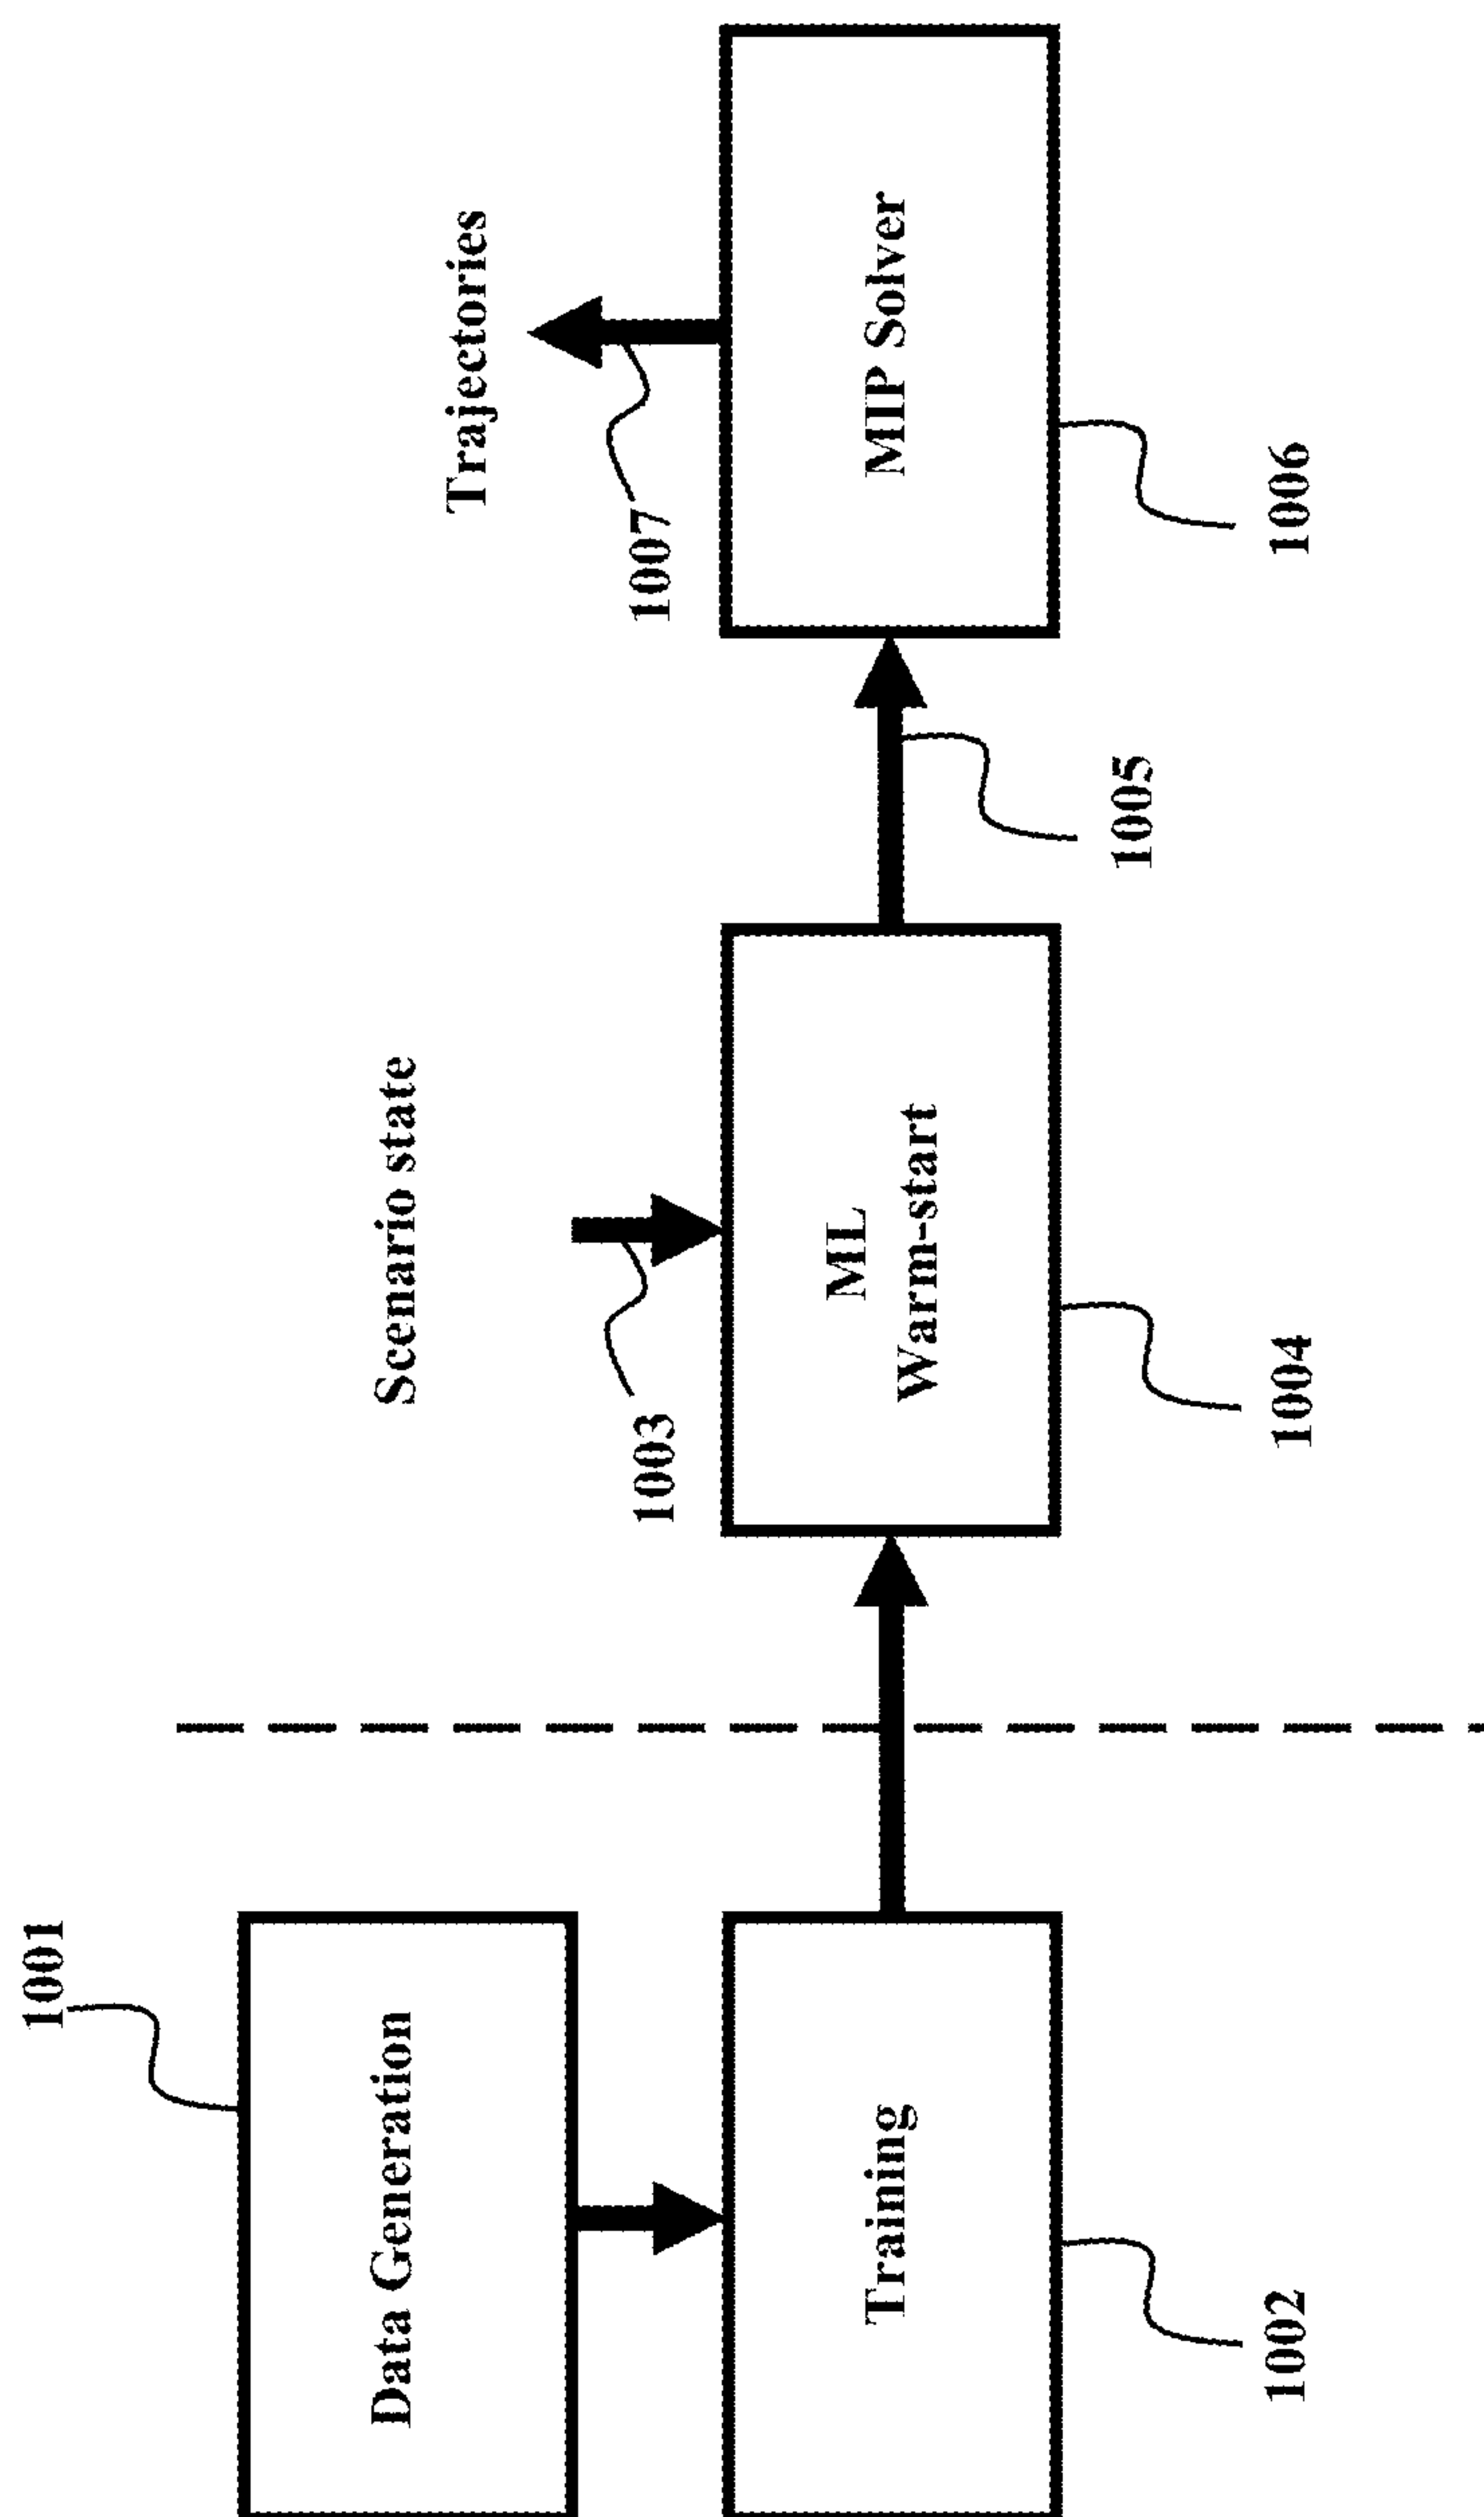 1001
Data Generation
Training
1002
Scenario state
1003
ML
Warm-start
1004
1005
Trajectories
1007
MIP Solver
1006